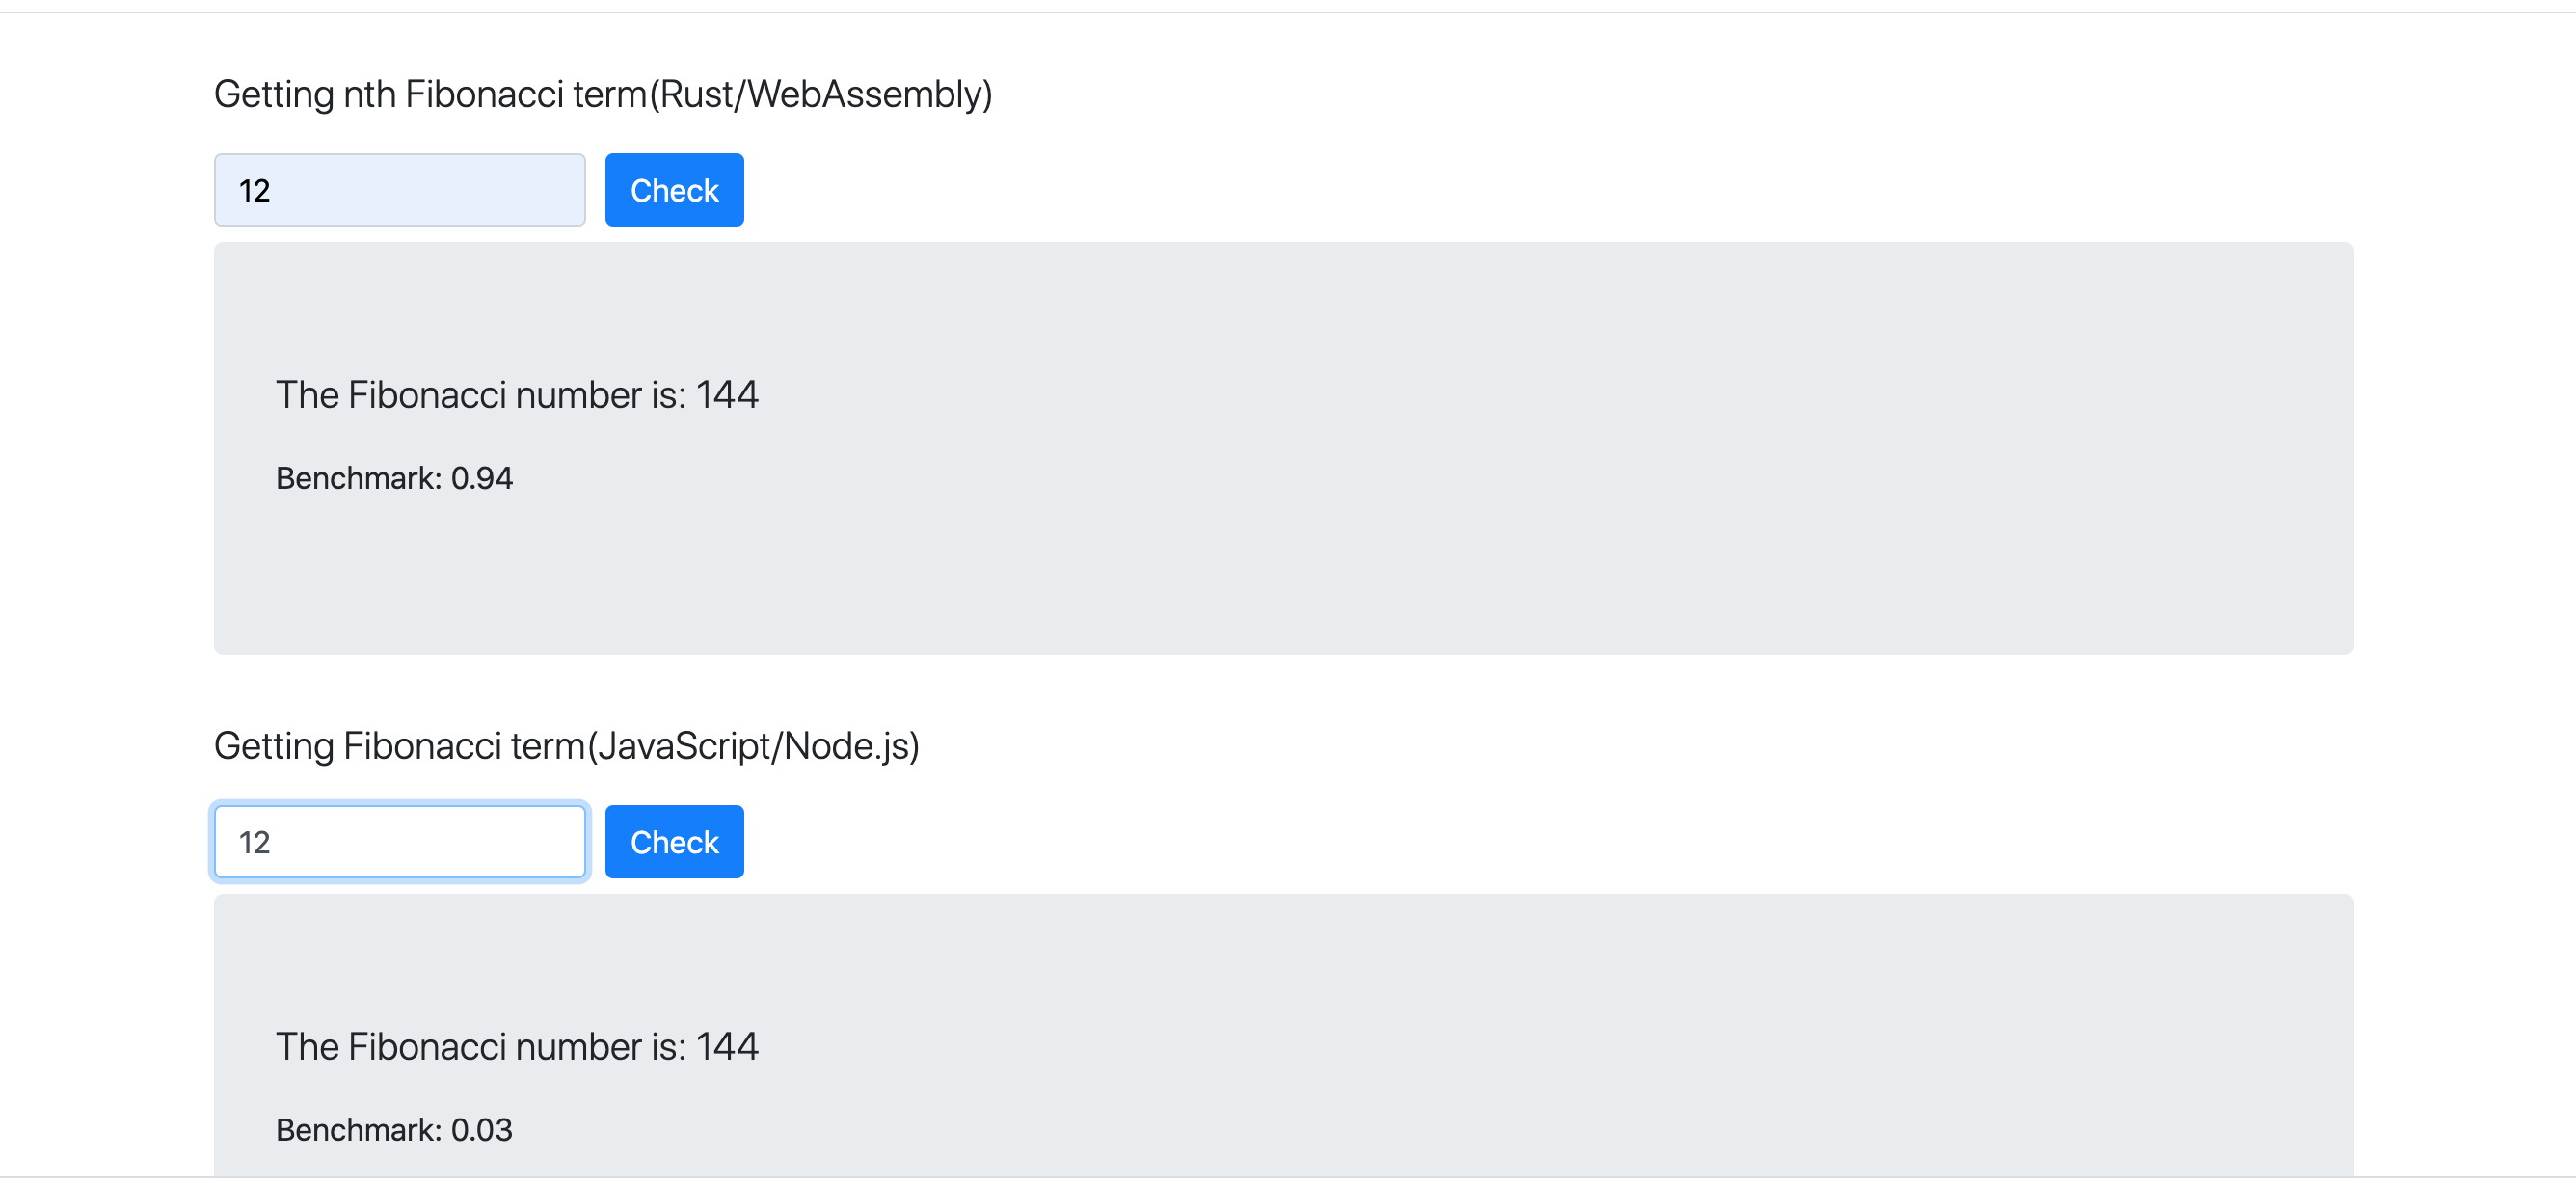 Getting nth Fibonacci term(Rust/WebAssembly)
12
Check
The Fibonacci number is: 144
Benchmark: 0.94
Getting Fibonacci term(JavaScript/Node.js)
12
Check
The Fibonacci number is: 144
Benchmark: 0.03